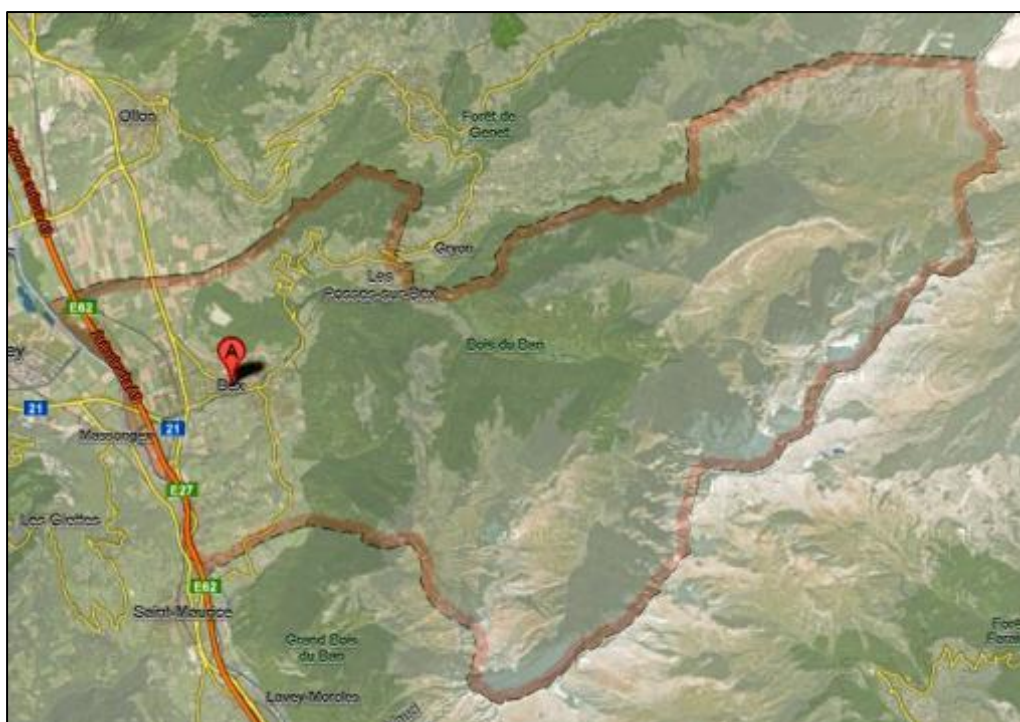 Ollon
Forêt de
Genet
Gryon
Les
Posses-sur-Bex
E62
Bois du Ban
A
Bex
21
21
Massongex
E27
Les Giettes
E62
Saint-Maurice
Grand Bois
du Ban
Lavey-Morcles